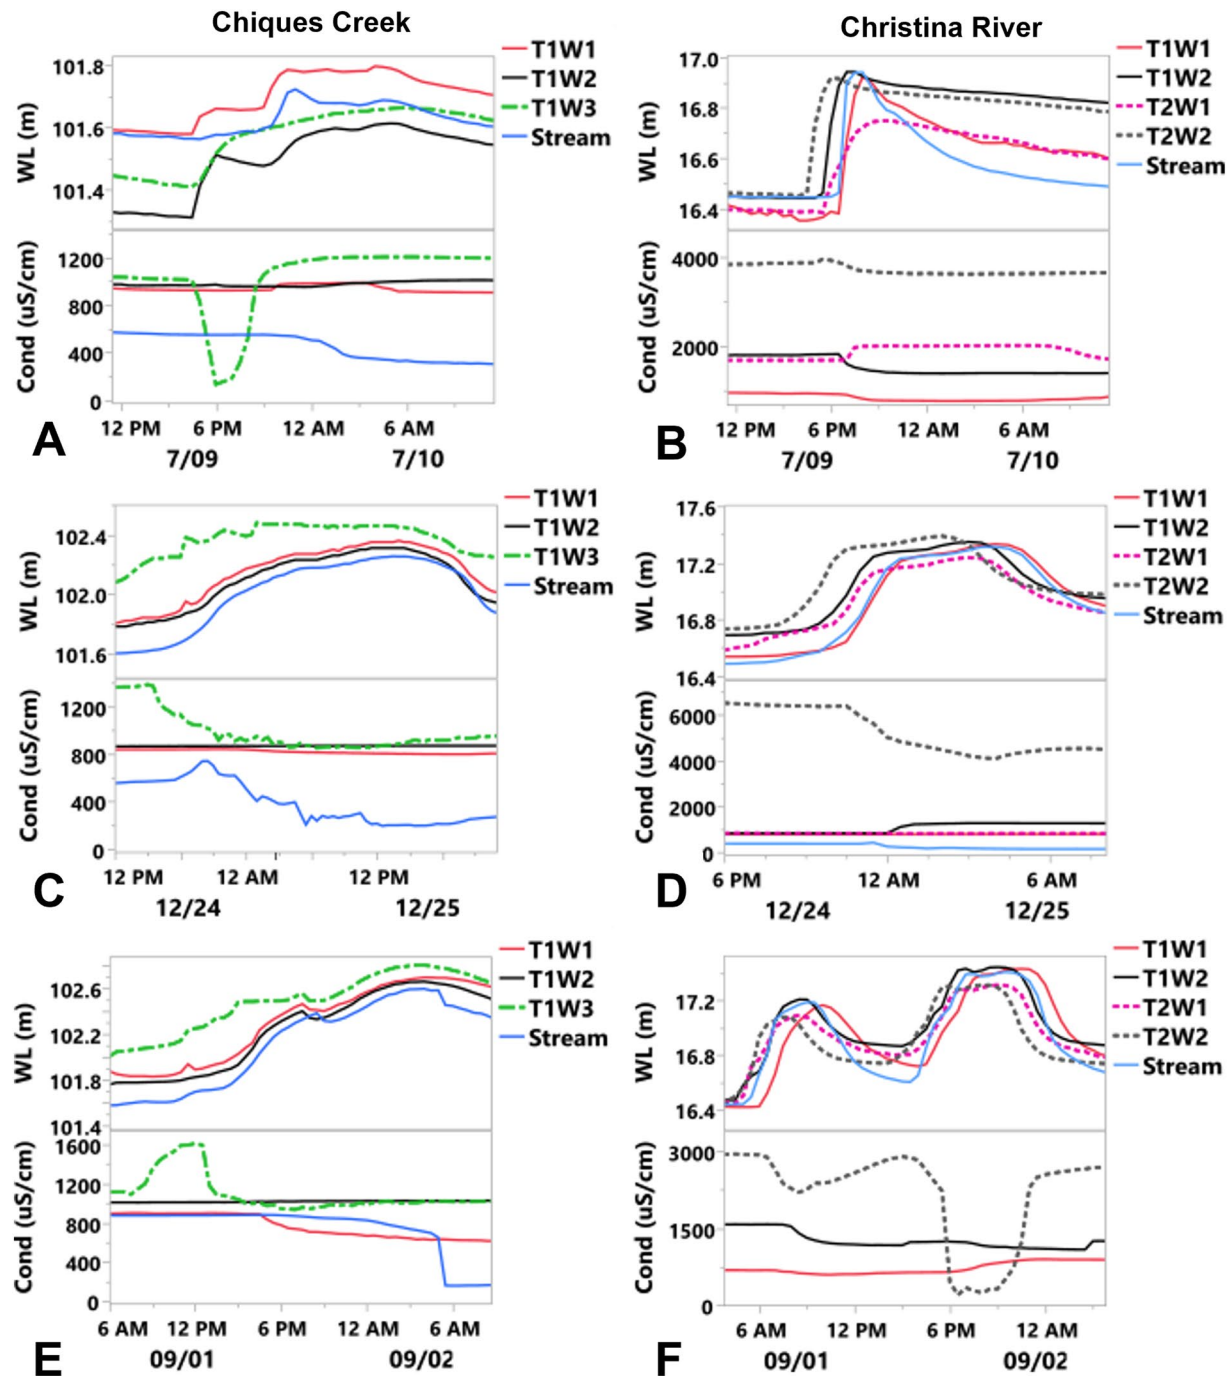 Chiques Creek
Christina River
T1W1
T1W2
T1W3
Stream
T1W1
T1W2
T2W1
T2W2
Stream
WL (m)
101.8
101.6
101.4
Cond (uS/cm)
1200
800
400
0
12 PM 6 PM 12 AM 6 AM
7/09 7/10
A
WL (m)
17.0
16.8
16.6
16.4
Cond (uS/cm)
4000
2000
12 PM 6 PM 12 AM 6 AM
7/09 7/10
B
T1W1
T1W2
T1W3
Stream
WL (m)
102.4
102.0
101.6
Cond (uS/cm)
1200
800
400
0
12 PM 12 AM 12 PM
12/24 12/25
C
T1W1
T1W2
T2W1
T2W2
Stream
WL (m)
17.6
17.2
16.8
16.4
Cond (uS/cm)
6000
4000
2000
0
6 PM 12 AM 6 AM
12/24 12/25
D
T1W1
T1W2
T1W3
Stream
WL (m)
102.6
102.2
101.8
101.4
Cond (uS/cm)
1600
1200
800
400
0
6 AM 12 PM 6 PM 12 AM 6 AM
09/01 09/02
E
T1W1
T1W2
T2W1
T2W2
Stream
WL (m)
17.2
16.8
16.4
Cond (uS/cm)
3000
1500
0
6 AM 12 PM 6 PM 12 AM
09/01 09/02
F